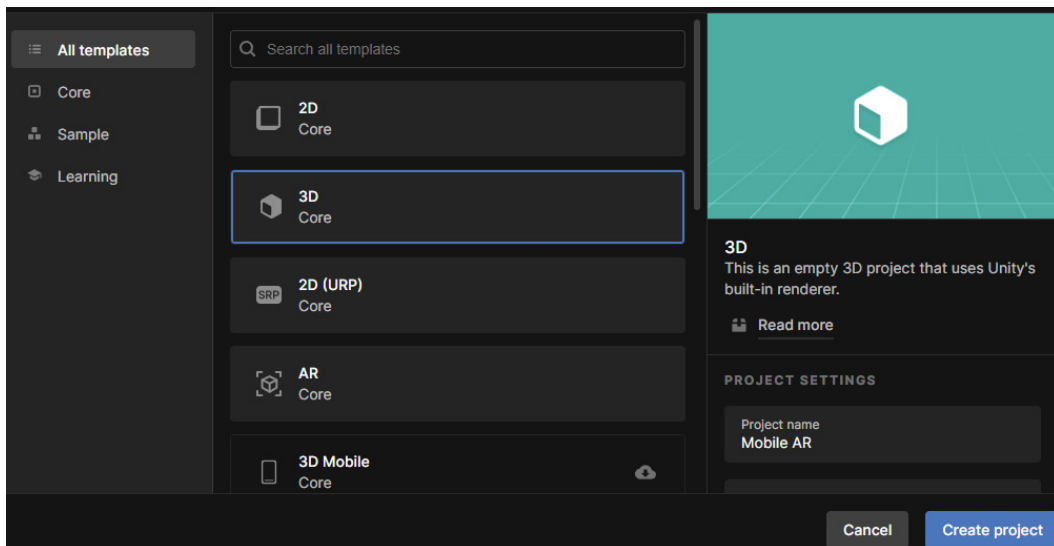 All templates
Core
Sample
Learning
Search all templates
2D
Core
3D
Core
SRP
2D (URP)
Core
AR
Core
3D Mobile
Core
3D
This is an empty 3D project that uses Unity's
built-in renderer.
Read more
PROJECT SETTINGS
Project name
Mobile AR
Cancel
Create project